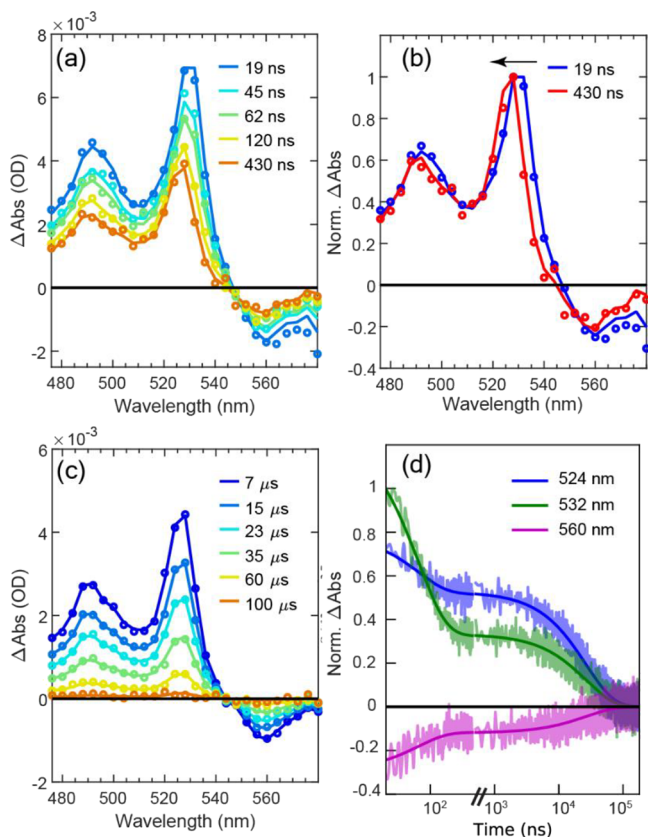 × 10⁻³
(a)
19 ns
45 ns
62 ns
120 ns
430 ns
Δ Abs (OD)
8
6
4
2
0
-2
480 500 520 540 560
Wavelength (nm)
(b)
19 ns
430 ns
Norm. Δ Abs
1
0.8
0.6
0.4
0.2
0
-0.2
-0.4
480 500 520 540 560
Wavelength (nm)
× 10⁻³
(c)
7 μs
15 μs
23 μs
35 μs
60 μs
100 μs
Δ Abs (OD)
6
4
2
0
-2
480 500 520 540 560
Wavelength (nm)
(d)
524 nm
532 nm
560 nm
Norm. Δ Abs
1
0.8
0.6
0.4
0.2
0
-0.2
-0.4
10² 10³ 10⁴ 10⁵
Time (ns)